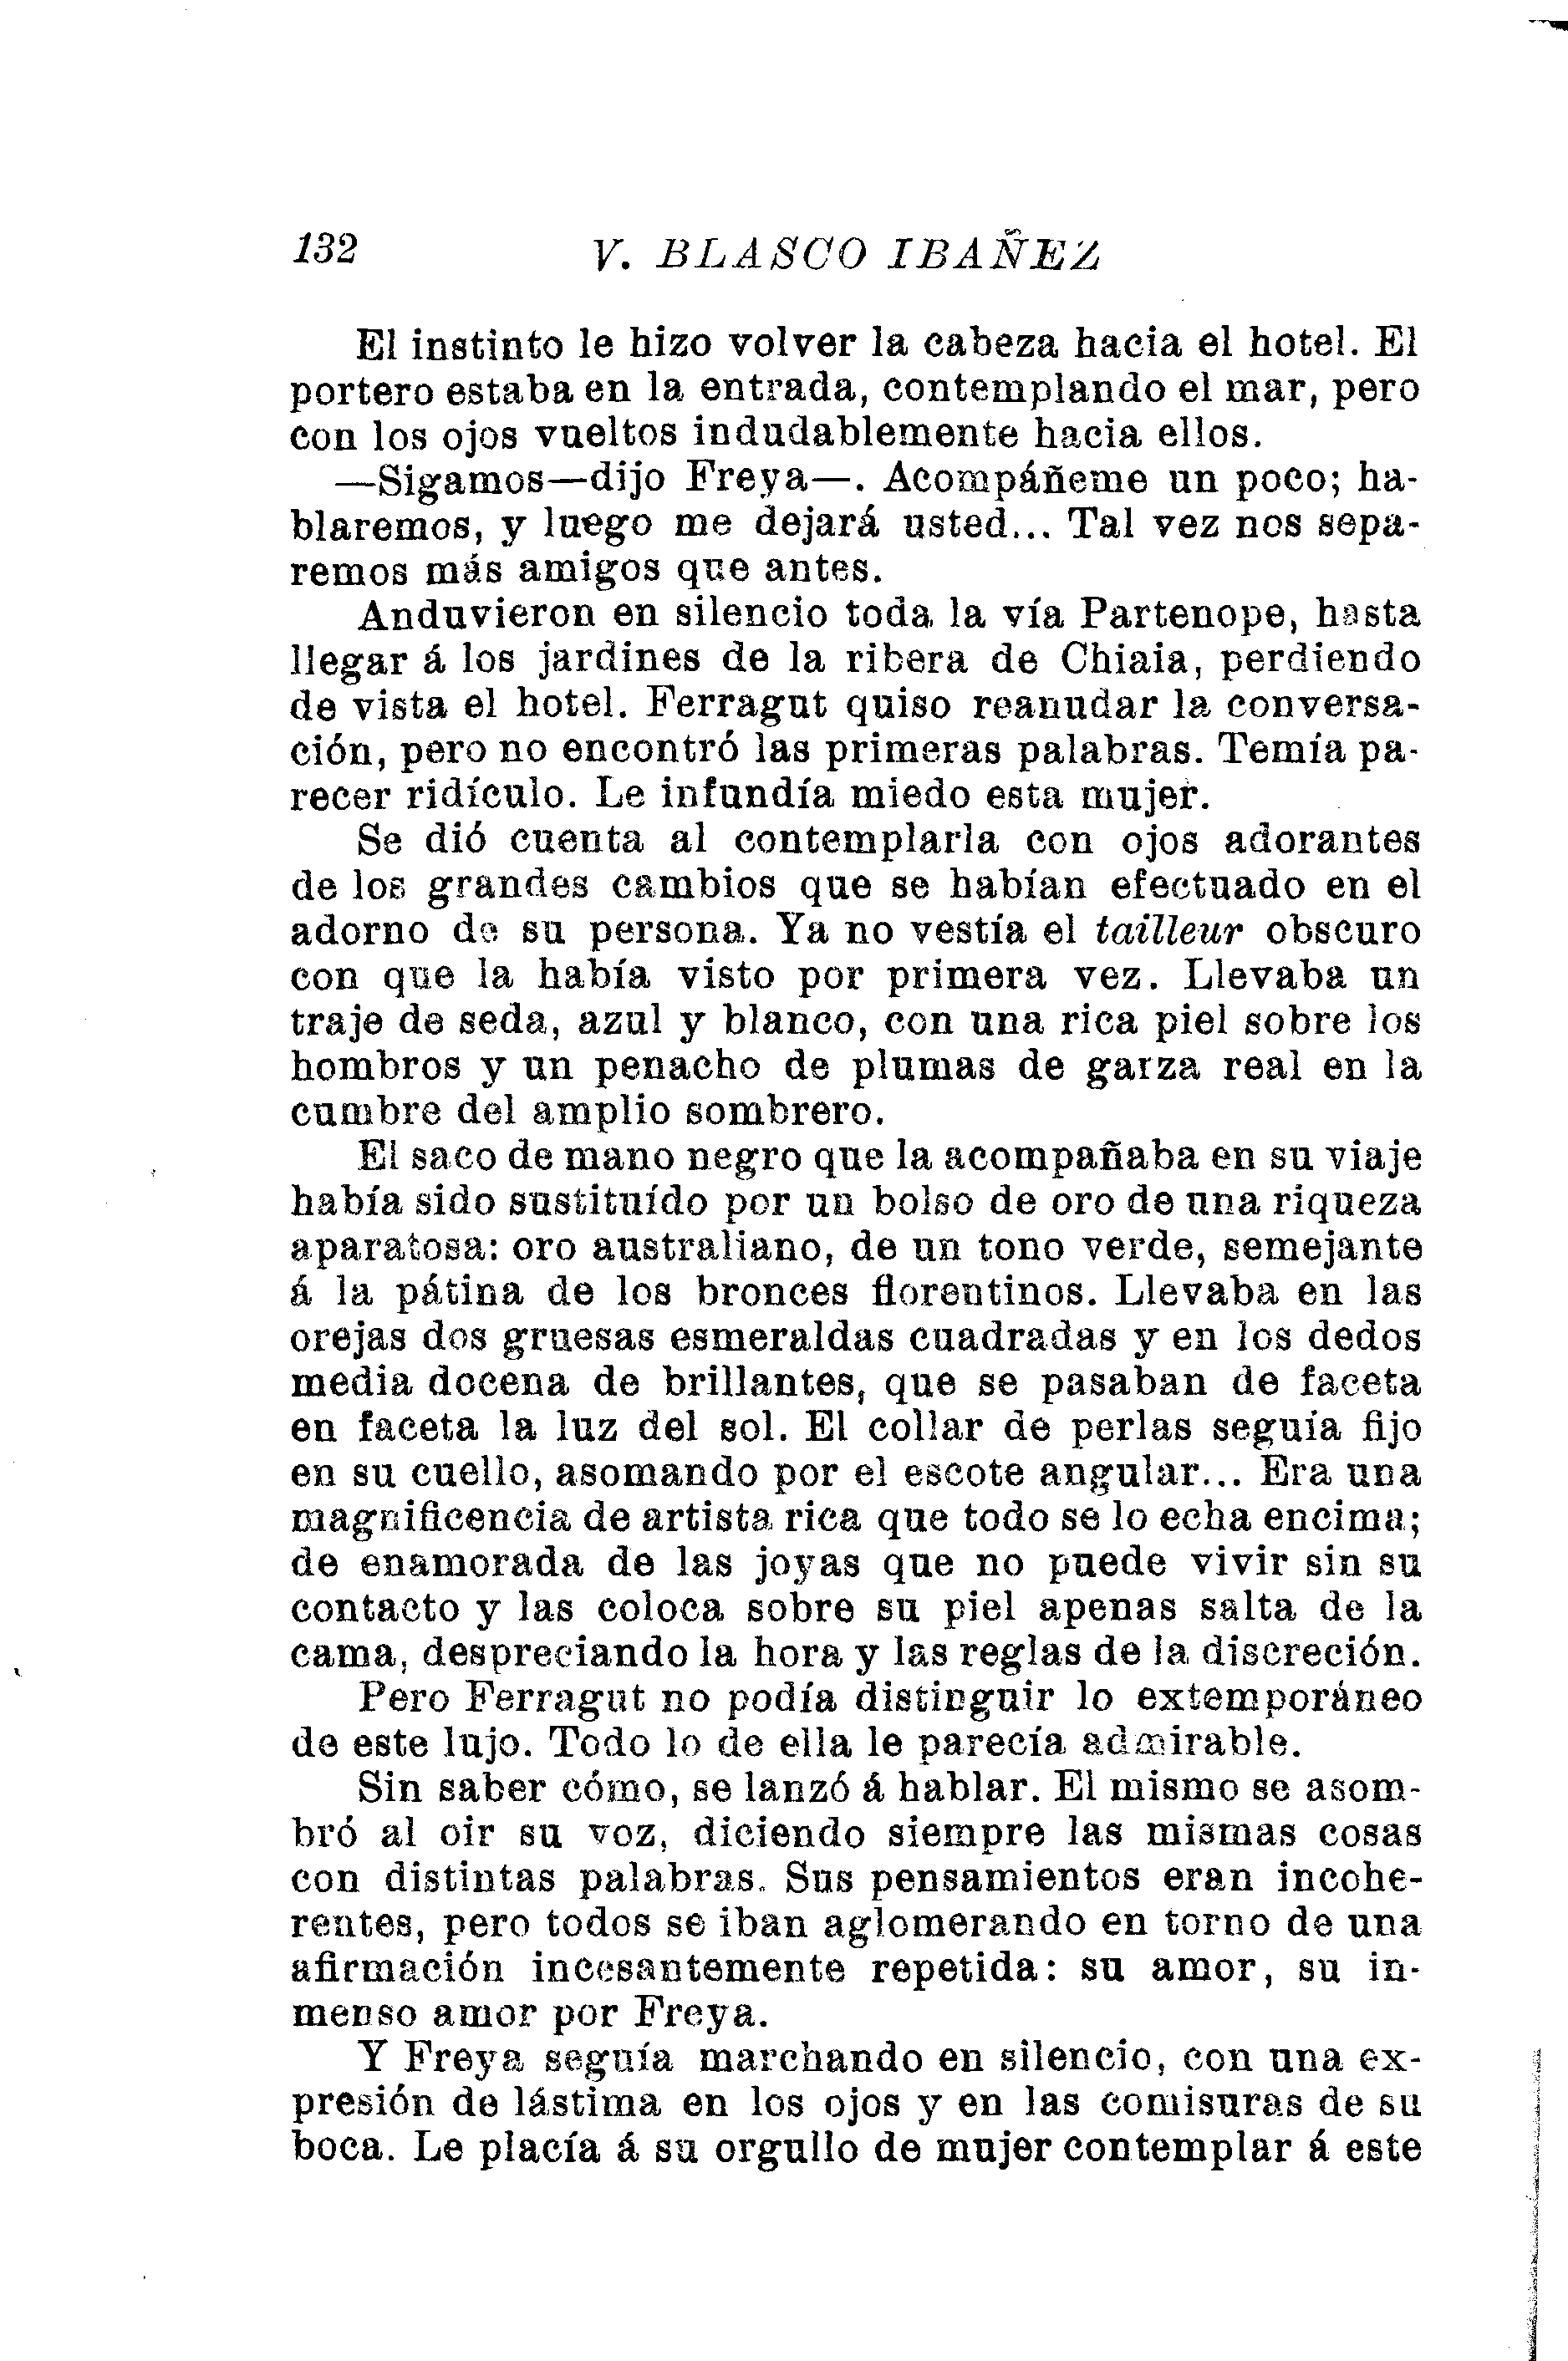 132 V. BLASCO IBAÑEZ
El instinto le hizo volver la cabeza hacia el hotel. El
portero estaba en la entrada, contemplando el mar, pero
con los ojos vueltos indudablemente hacia ellos.
—Sigamos—dijo Freya—. Acompáñeme un poco; ha-
blaremos, y luego me dejará usted... Tal vez nos sepa-
remos más amigos que antes.
Anduvieron en silencio toda la vía Partenope, hasta
llegar á los jardines de la ribera de Chiaia, perdiendo
de vista el hotel. Ferragut quiso reanudar la conversa-
ción, pero no encontró las primeras palabras. Temía pa-
recer ridículo. Le infundía miedo esta mujer.
Se dió cuenta al contemplarla con ojos adorantes
de los grandes cambios que se habían efectuado en el
adorno de su persona. Ya no vestía el tailleur obscuro
con que la había visto por primera vez. Llevaba un
traje de seda, azul y blanco, con una rica piel sobre los
hombros y un penacho de plumas de garza real en la
cumbre del amplio sombrero.
El saco de mano negro que la acompañaba en su viaje
había sido sustituído por un bolso de oro de una riqueza
aparatosa: oro australiano, de un tono verde, semejante
á la pátina de los bronces florentinos. Llevaba en las
orejas dos gruesas esmeraldas cuadradas y en los dedos
media docena de brillantes, que se pasaban de faceta
en faceta la luz del sol. El collar de perlas seguía fijo
en su cuello, asomando por el escote angular... Era una
magnificencia de artista rica que todo se lo echa encima;
de enamorada de las joyas que no puede vivir sin su
contacto y las coloca sobre su piel apenas salta de la
cama, despreciando la hora y las reglas de la discreción.
Pero Ferragut no podía distinguir lo extemporáneo
de este lujo. Todo lo de ella le parecía admirable.
Sin saber cómo, se lanzó á hablar. El mismo se asom-
bró al oir su voz, diciendo siempre las mismas cosas
con distintas palabras. Sus pensamientos eran incohe-
rentes, pero todos se iban aglomerando en torno de una
afirmación incesantemente repetida: su amor, su in-
menso amor por Freya.
Y Freya seguía marchando en silencio, con una ex-
presión de lástima en los ojos y en las comisuras de su
boca. Le placía á su orgullo de mujer contemplar á este